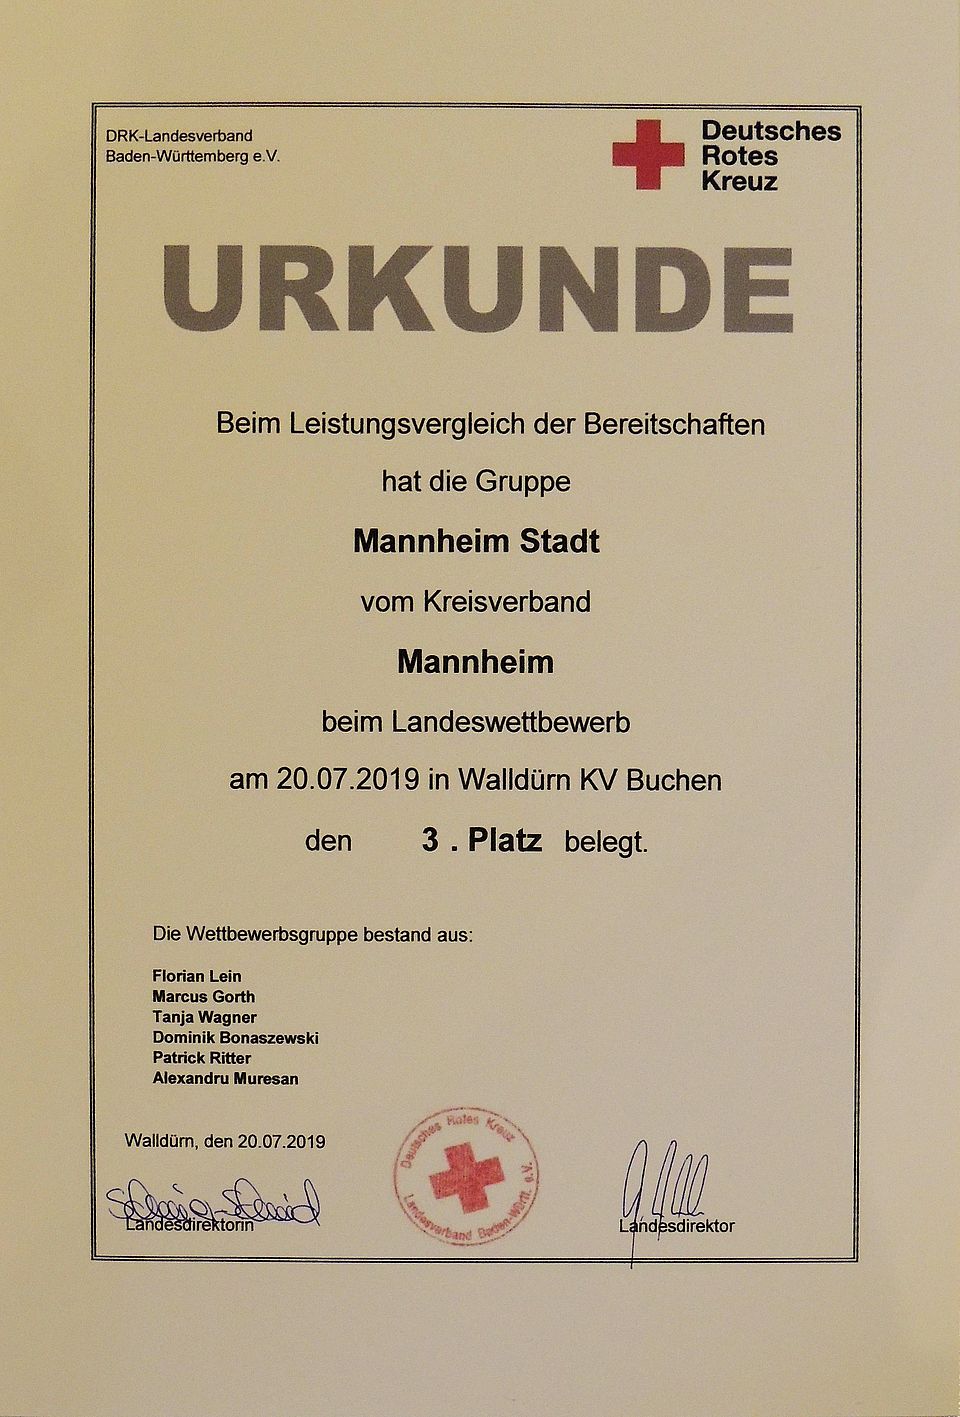 DRK-Landesverband
Baden-Württemberg e.V.
Deutsches
Rotes
Kreuz
URKUNDE
Beim Leistungsvergleich der Bereitschaften
hat die Gruppe
Mannheim Stadt
vom Kreisverband
Mannheim
beim Landeswettbewerb
am 20.07.2019 in Walldürn KV Buchen
den 3 . Platz belegt.
Die Wettbewerbsgruppe bestand aus:
Florian Lein
Marcus Gorth
Tanja Wagner
Dominik Bonaszewski
Patrick Ritter
Alexandru Muresan
Walldürn, den 20.07.2019
Deutsches Rotes Kreuz
Landesverband Baden-Württ. e.V.
Landesdirektorin
Landesdirektor